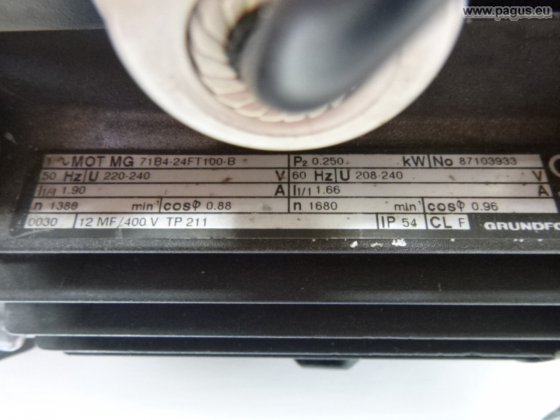 www.pagus.eu
1~MOT MG 71B4-24FT100-B P₂ 0.250 kW No 87103933
50 Hz U 220-240 V 60 Hz U 208-240 V
I₁/₁ 1.90 A I₁/₁ 1.66 A
n 1388 min⁻¹ cosΦ 0.88 n 1680 min⁻¹ cosΦ 0.96
0030 12 MF/400 V TP 211 IP 54 CL F GRUNDFO